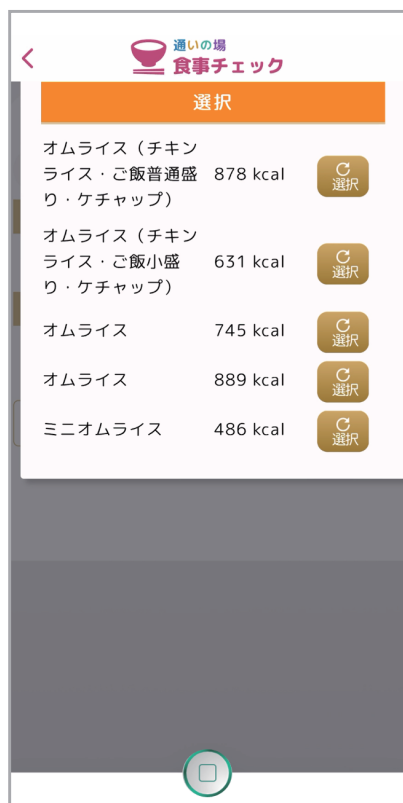 通いの場
食事チェック
選択
オムライス（チキン
ライス・ご飯普通盛 878 kcal 選択
り・ケチャップ）
オムライス（チキン
ライス・ご飯小盛 631 kcal 選択
り・ケチャップ）
オムライス 745 kcal 選択
オムライス 889 kcal 選択
ミニオムライス 486 kcal 選択